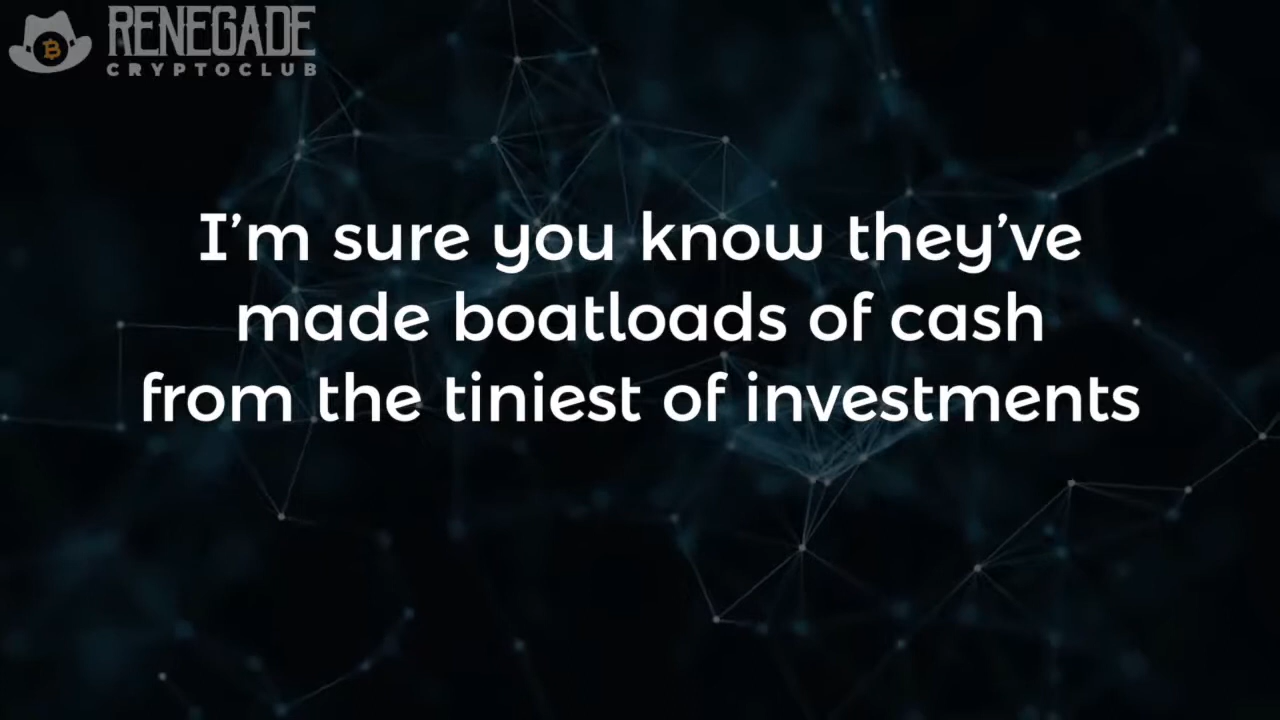 RENEGADE
CRYPTOCLUB
I’m sure you know they’ve
made boatloads of cash
from the tiniest of investments